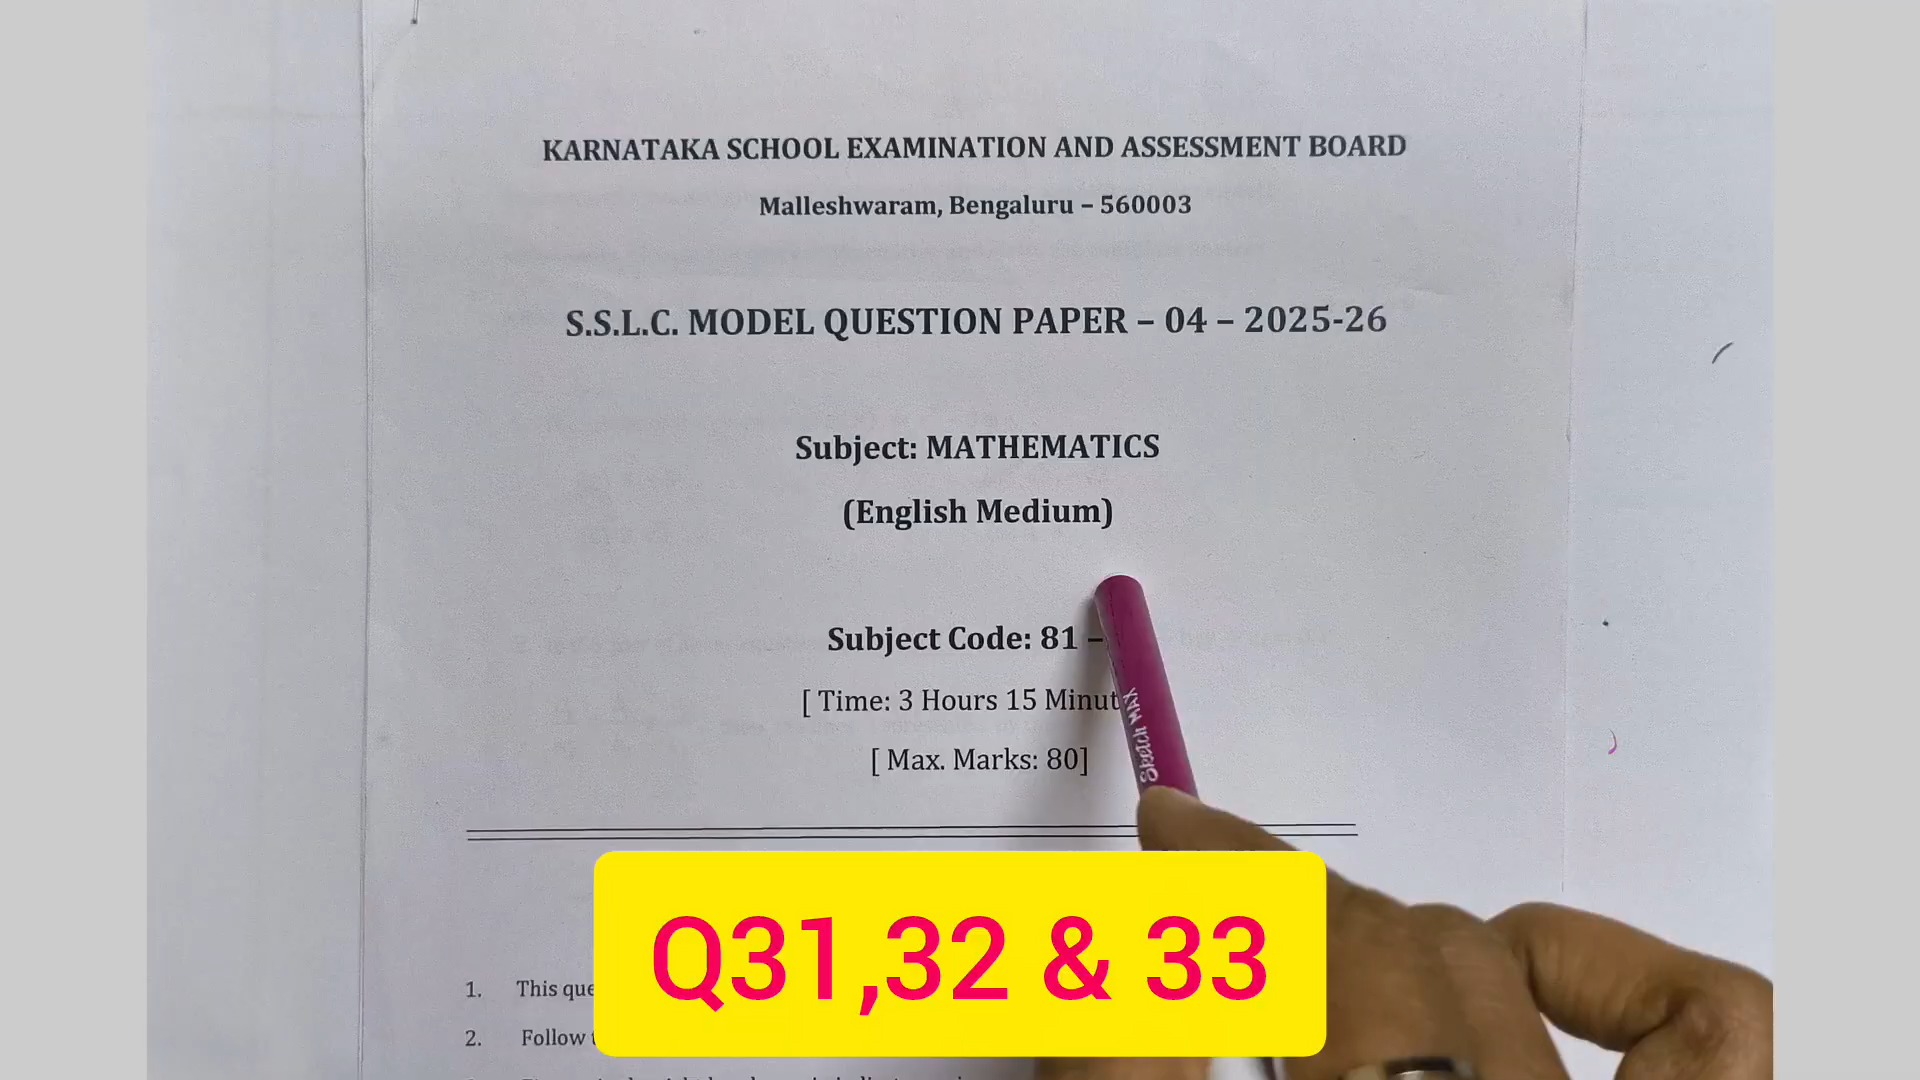 KARNATAKA SCHOOL EXAMINATION AND ASSESSMENT BOARD
Malleshwaram, Bengaluru – 560003
S.S.L.C. MODEL QUESTION PAPER – 04 – 2025-26
Subject: MATHEMATICS
(English Medium)
Subject Code: 81 –
[ Time: 3 Hours 15 Minut
[ Max. Marks: 80]
Sketch MAX
Q31,32 & 33
1. This que
2. Follow